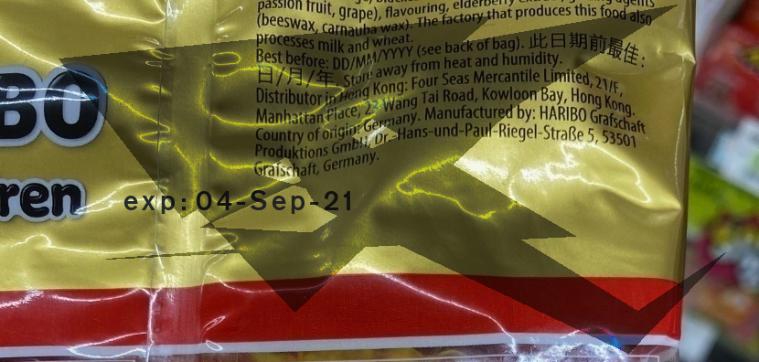 passion fruit, grape), flavouring, elderberry
(beeswax, carnauba wax). The factory that produces this food also
processes milk and wheat.
Best before: DD/MM/YYYY (see back of bag). 此日期前最佳:
日/月/年. Store away from heat and humidity.
Distributor in Hong Kong: Four Seas Mercantile Limited, 21/F,
Manhattan Place, 23 Wang Tai Road, Kowloon Bay, Hong Kong.
Country of origin: Germany. Manufactured by: HARIBO Grafschaft
Produktions GmbH, Dr.-Hans-und-Paul-Riegel-Straße 5, 53501
Grafschaft, Germany.
BO
ren
exp:04-Sep-21